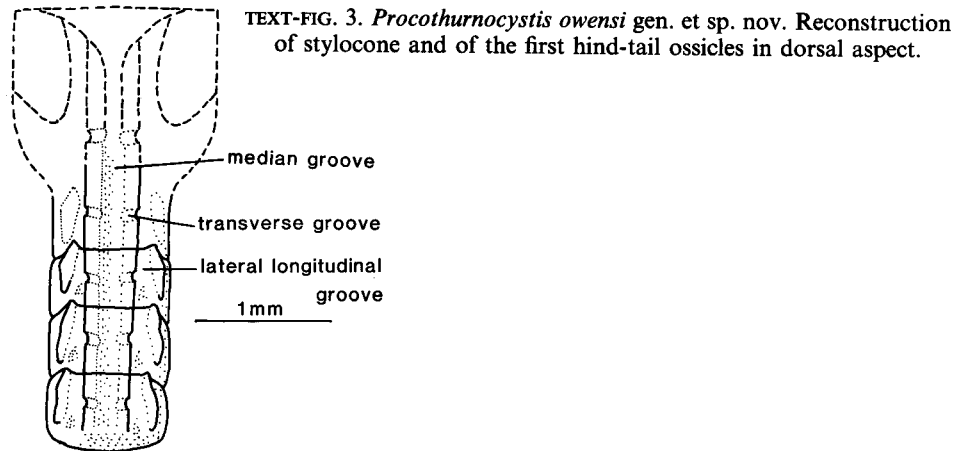 TEXT-FIG. 3. Procothurnocystis owensi gen. et sp. nov. Reconstruction
of stylocone and of the first hind-tail ossicles in dorsal aspect.
median groove
transverse groove
lateral longitudinal
groove
1mm